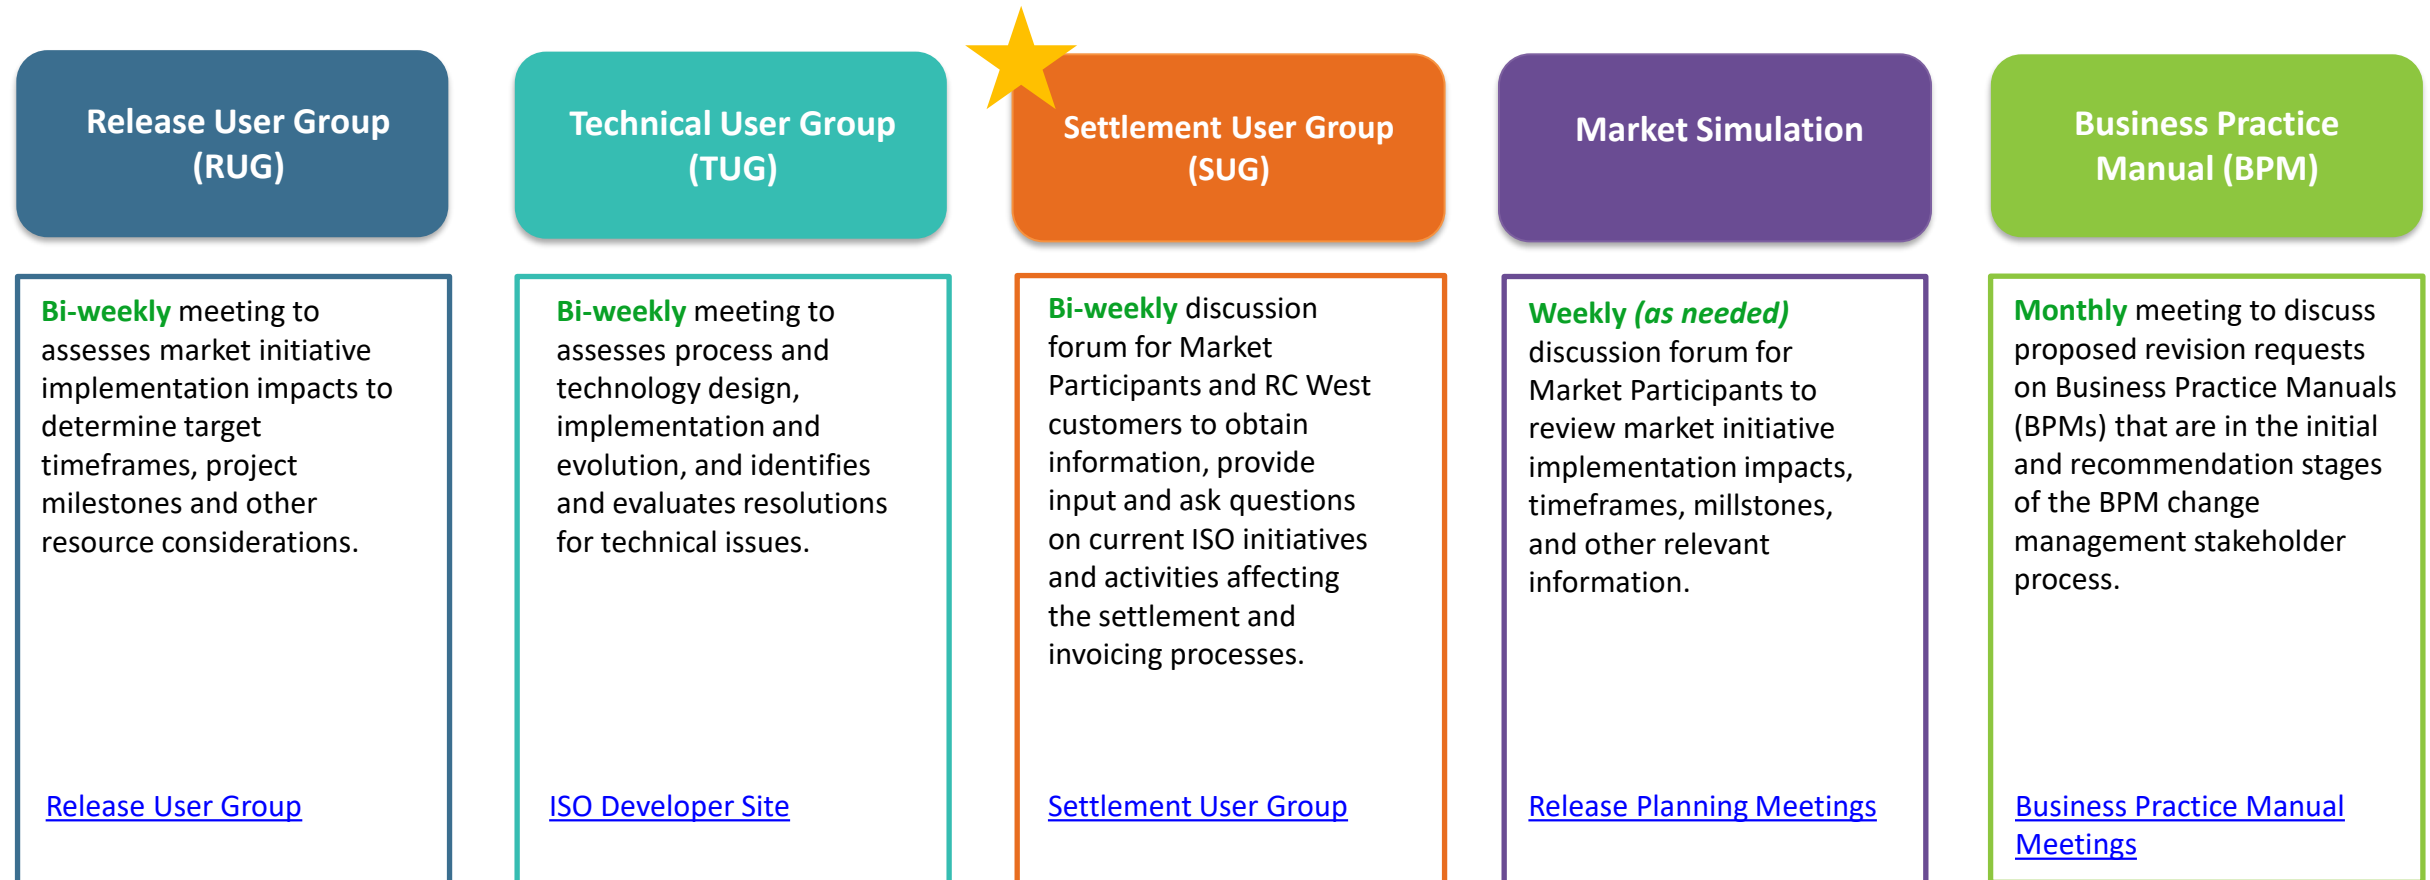 Release User Group
(RUG)
Technical User Group
(TUG)
Settlement User Group
(SUG)
Market Simulation
Business Practice
Manual (BPM)
Bi-weekly meeting to
assesses market initiative
implementation impacts to
determine target
timeframes, project
milestones and other
resource considerations.
Release User Group
Bi-weekly meeting to
assesses process and
technology design,
implementation and
evolution, and identifies
and evaluates resolutions
for technical issues.
ISO Developer Site
Bi-weekly discussion
forum for Market
Participants and RC West
customers to obtain
information, provide
input and ask questions
on current ISO initiatives
and activities affecting
the settlement and
invoicing processes.
Settlement User Group
Weekly (as needed)
discussion forum for
Market Participants to
review market initiative
implementation impacts,
timeframes, millstones,
and other relevant
information.
Release Planning Meetings
Monthly meeting to discuss
proposed revision requests
on Business Practice Manuals
(BPMs) that are in the initial
and recommendation stages
of the BPM change
management stakeholder
process.
Business Practice Manual
Meetings